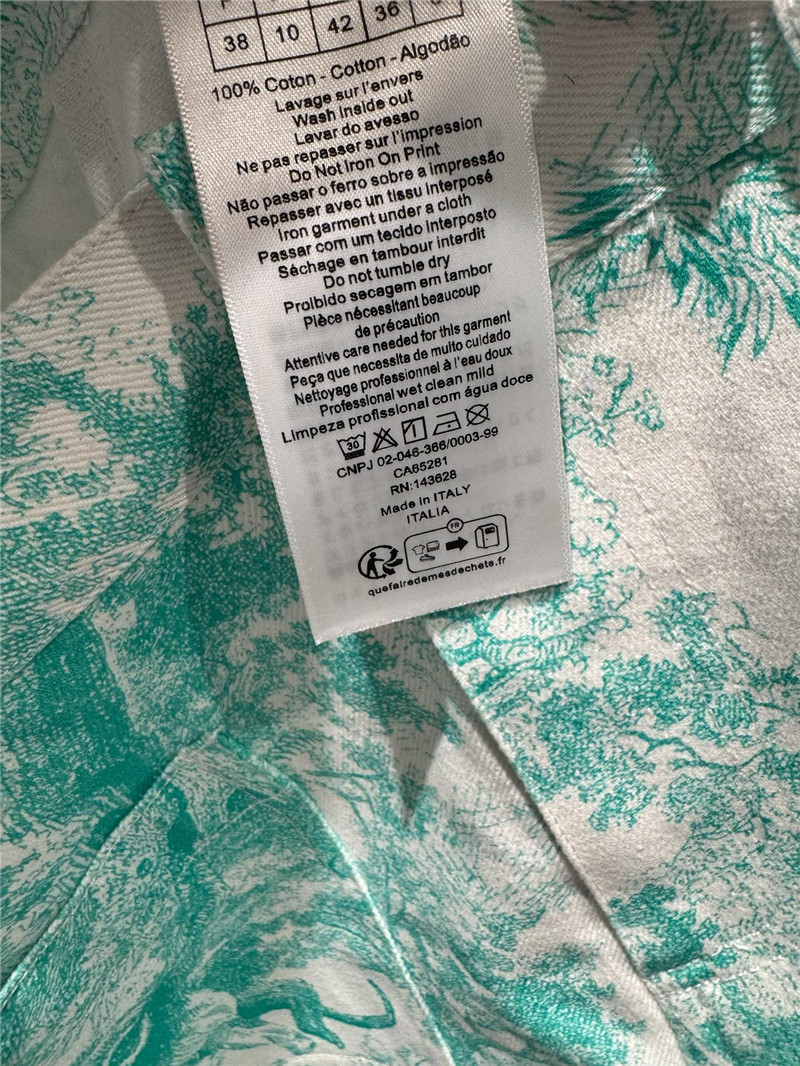 38 10 42 36
100% Coton - Cotton - Algodão
Lavage sur l'envers
Wash inside out
Lavar do avesso
Ne pas repasser sur l'impression
Do Not Iron On Print
Não passar o ferro sobre a impressão
Repasser avec un tissu interposé
Iron garment under a cloth
Passar com um tecido interposto
Séchage en tambour interdit
Do not tumble dry
Proibido secagem em tambor
Pièce nécessitant beaucoup
de précaution
Attentive care needed for this garment
Peça que necessita de muito cuidado
Nettoyage professionnel à l'eau doux
Professional wet clean mild
Limpeza profissional com água doce
30
CNPJ 02-046-366/0003-99
CA65281
RN:143628
Made in ITALY
ITALIA
FR
quefairedemesdechets.fr